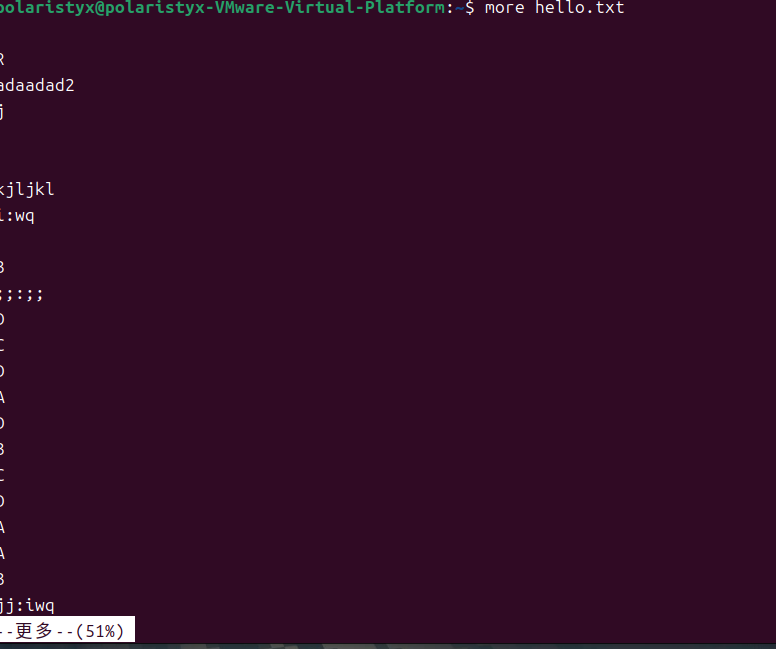 polaristyx@polaristyx-VMware-Virtual-Platform:~$ more hello.txt
R
adaadad2
j
kjljkl
i:wq
B
;;:;;
D
C
D
A
D
B
C
D
A
A
B
jj:iwq
--更多--(51%)